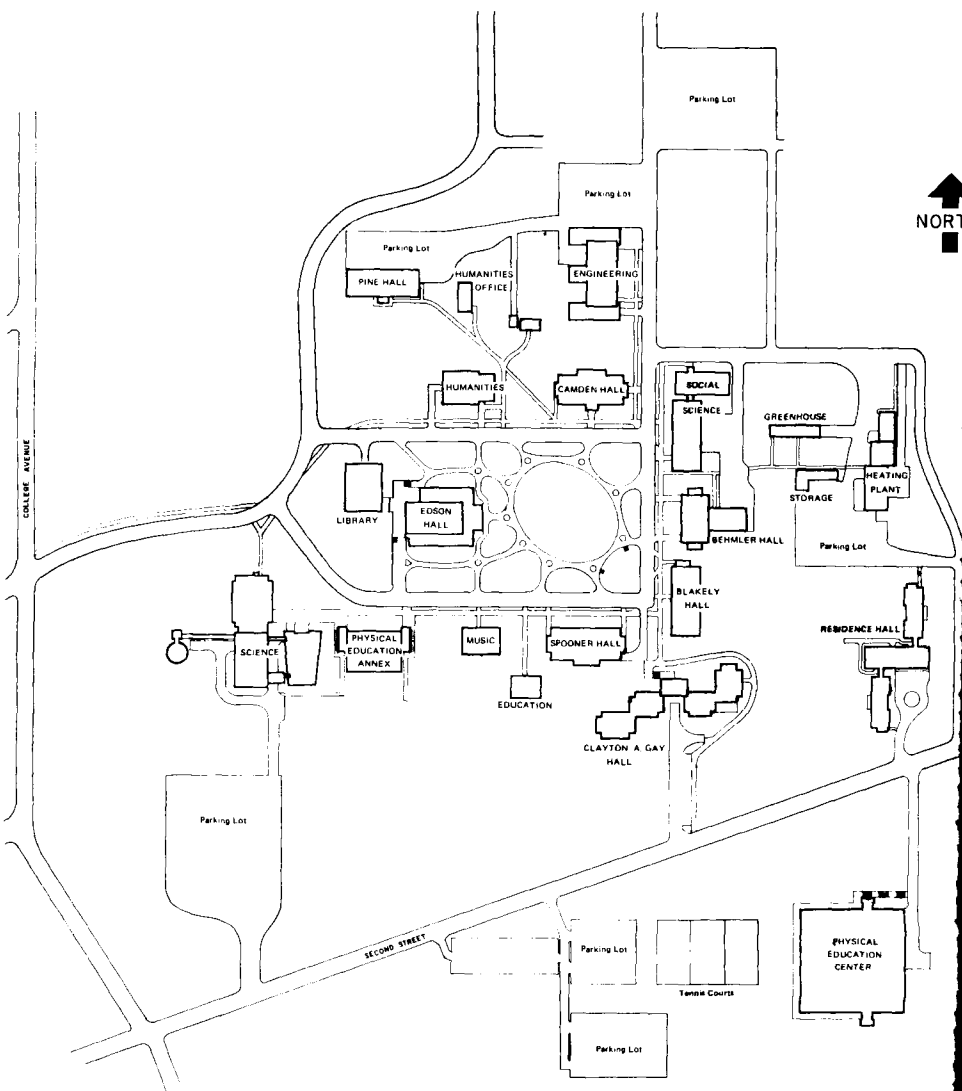 Parking Lot
Parking Lot
NORT
Parking Lot
PINE HALL
HUMANITIES
OFFICE
ENGINEERING
HUMANITIES
CAMDEN HALL
SOCIAL
SCIENCE
GREENHOUSE
COLLEGE AVENUE
LIBRARY
EDSON
HALL
STORAGE
HEATING
PLANT
BEHMLER HALL
Parking Lot
BLAKELY
HALL
SCIENCE
PHYSICAL
EDUCATION
ANNEX
MUSIC
SPOONER HALL
RESIDENCE HALL
EDUCATION
CLAYTON A. GAY
HALL
Parking Lot
SECOND STREET
Parking Lot
Tennis Courts
PHYSICAL
EDUCATION
CENTER
Parking Lot